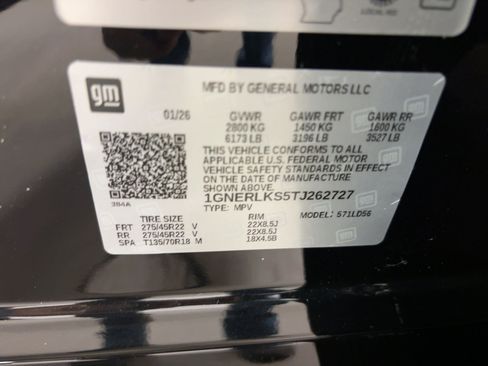 LOCAL #31
gm
MFD BY GENERAL MOTORS LLC
01/26 GVWR GAWR FRT GAWR RR
2800 KG 1450 KG 1600 KG
6173 LB 3196 LB 3527 LB
THIS VEHICLE CONFORMS TO ALL
APPLICABLE U.S. FEDERAL MOTOR
VEHICLE SAFETY STANDARDS IN EFFECT
ON THE DATE OF MANUFACTURE
SHOWN ABOVE.
1GNERLKS5TJ262727
TYPE: MPV MODEL: 571LD56
384A
TIRE SIZE RIM
FRT 275/45R22 V 22X8.5J
RR 275/45R22 V 22X8.5J
SPA T135/70R18 M 18X4.5B